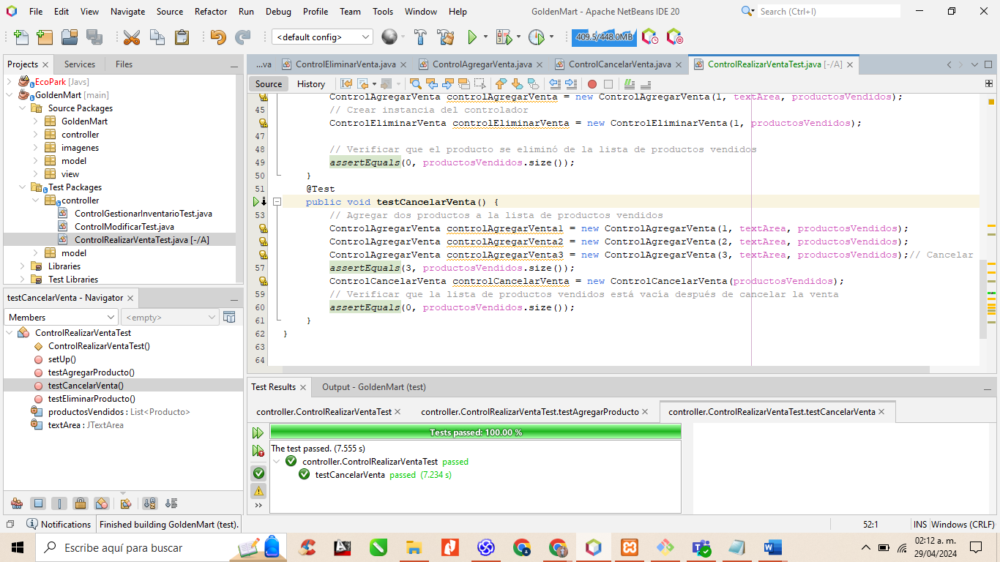 GoldenMart - Apache NetBeans IDE 20
File Edit View Navigate Source Refactor Run Debug Profile Team Tools Window Help
Search (Ctrl+I)
<default config>
409.5/448.0MB
Projects Services Files
EcoPark [Javs]
GoldenMart [main]
Source Packages
GoldenMart
controller
imagenes
model
view
Test Packages
controller
ControlGestionarInventarioTest.java
ControlModificarTest.java
ControlRealizarVentaTest.java [-/A]
model
Libraries
Test Libraries
testCancelarVenta - Navigator
Members <empty>
ControlRealizarVentaTest
ControlRealizarVentaTest()
setUp()
testAgregarProducto()
testCancelarVenta()
testEliminarProducto()
productosVendidos : List<Producto>
textArea : JTextArea
...va ControlEliminarVenta.java ControlAgregarVenta.java ControlCancelarVenta.java ControlRealizarVentaTest.java [-/A]
Source History
ControlAgregarVenta controlAgregarVenta = new ControlAgregarVenta(1, textArea, productosVendidos);
45 // Crear instancia del controlador
ControlEliminarVenta controlEliminarVenta = new ControlEliminarVenta(1, productosVendidos);
47
48 // Verificar que el producto se eliminó de la lista de productos vendidos
49 assertEquals(0, productosVendidos.size());
50 }
51 @Test
public void testCancelarVenta() {
53 // Agregar dos productos a la lista de productos vendidos
ControlAgregarVenta controlAgregarVenta1 = new ControlAgregarVenta(1, textArea, productosVendidos);
ControlAgregarVenta controlAgregarVenta2 = new ControlAgregarVenta(2, textArea, productosVendidos);
ControlAgregarVenta controlAgregarVenta3 = new ControlAgregarVenta(3, textArea, productosVendidos);// Cancelar
57 assertEquals(3, productosVendidos.size());
ControlCancelarVenta controlCancelarVenta = new ControlCancelarVenta(productosVendidos);
59 // Verificar que la lista de productos vendidos está vacía después de cancelar la venta
60 assertEquals(0, productosVendidos.size());
61 }
62 }
63
64
Test Results Output - GoldenMart (test)
controller.ControlRealizarVentaTest controller.ControlRealizarVentaTest.testAgregarProducto controller.ControlRealizarVentaTest.testCancelarVenta
Tests passed: 100.00 %
The test passed. (7.555 s)
controller.ControlRealizarVentaTest passed
testCancelarVenta passed (7.234 s)
Notifications Finished building GoldenMart (test). 52:1 INS Windows (CRLF)
Escribe aquí para buscar
02:12 a. m.
29/04/2024